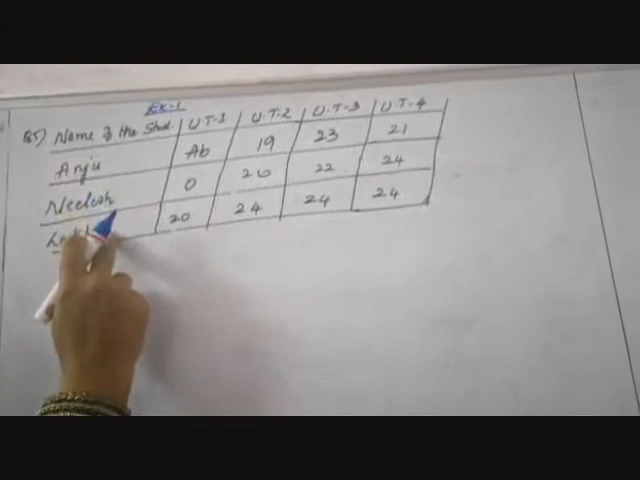 Ex-1
Q5) Name of the Stud. U.T-1 U.T-2 U.T-3 U.T-4
Anju Ab 19 23 21
Neelesh 0 20 22 24
20 24 24 24